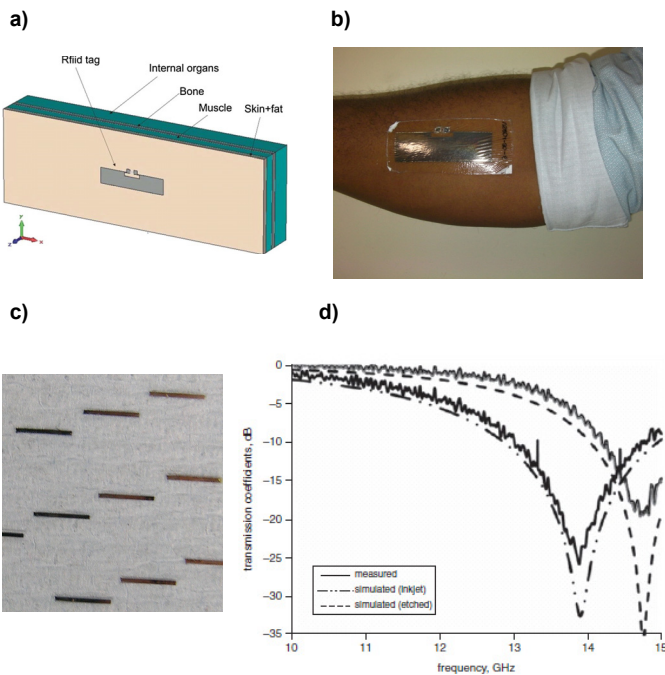 a)
b)
Rfiid tag
Internal organs
Bone
Muscle
Skin+fat
y
z
x
c)
d)
0
−5
−10
−15
−20
−25
−30
−35
transmission coefficients, dB
measured
simulated (inkjet)
simulated (etched)
10
11
12
13
14
15
frequency, GHz